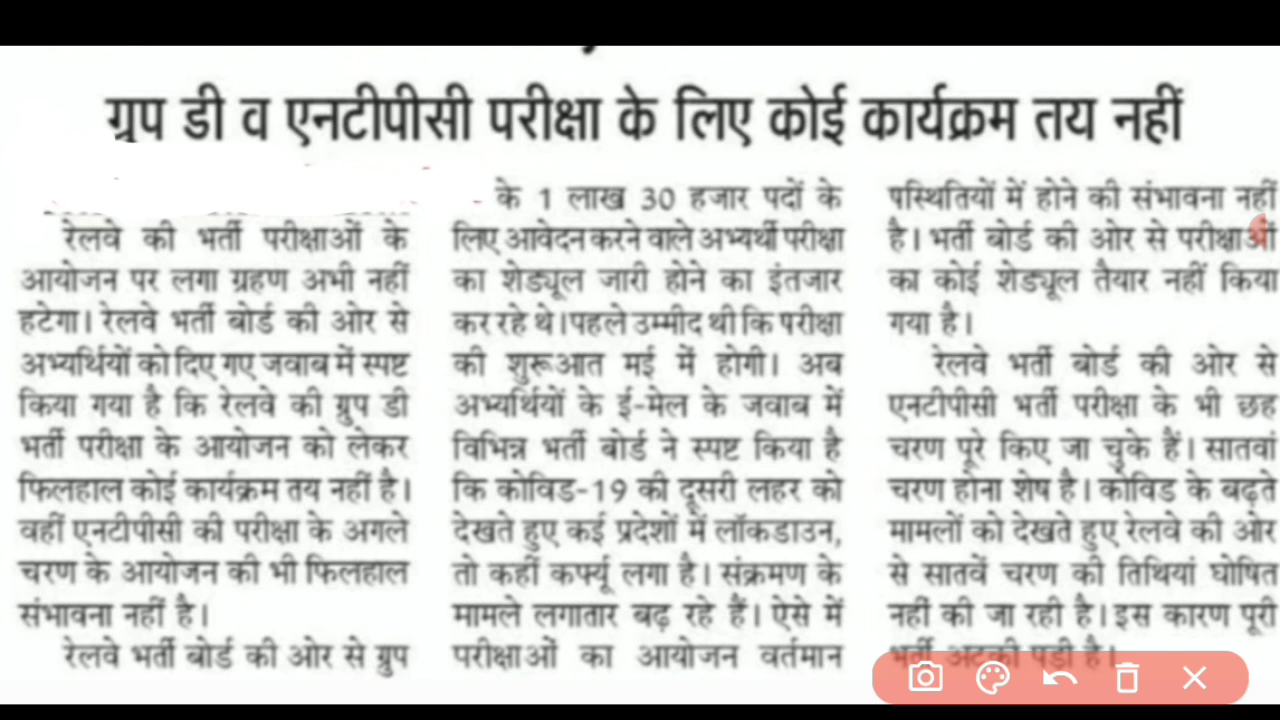 ग्रुप डी व एनटीपीसी परीक्षा के लिए कोई कार्यक्रम तय नहीं
रेलवे की भर्ती परीक्षाओं के
आयोजन पर लगा ग्रहण अभी नहीं
हटेगा। रेलवे भर्ती बोर्ड की ओर से
अभ्यर्थियों को दिए गए जवाब में स्पष्ट
किया गया है कि रेलवे की ग्रुप डी
भर्ती परीक्षा के आयोजन को लेकर
फिलहाल कोई कार्यक्रम तय नहीं है।
वहीं एनटीपीसी की परीक्षा के अगले
चरण के आयोजन की भी फिलहाल
संभावना नहीं है।
रेलवे भर्ती बोर्ड की ओर से ग्रुप
के 1 लाख 30 हजार पदों के
लिए आवेदन करने वाले अभ्यर्थी परीक्षा
का शेड्यूल जारी होने का इंतजार
कर रहे थे। पहले उम्मीद थी कि परीक्षा
की शुरूआत मई में होगी। अब
अभ्यर्थियों के ई-मेल के जवाब में
विभिन्न भर्ती बोर्ड ने स्पष्ट किया है
कि कोविड-19 की दूसरी लहर को
देखते हुए कई प्रदेशों में लॉकडाउन,
तो कहीं कर्फ्यू लगा है। संक्रमण के
मामले लगातार बढ़ रहे हैं। ऐसे में
परीक्षाओं का आयोजन वर्तमान
परिस्थितियों में होने की संभावना नहीं
है। भर्ती बोर्ड की ओर से परीक्षाओं
का कोई शेड्यूल तैयार नहीं किया
गया है।
रेलवे भर्ती बोर्ड की ओर से
एनटीपीसी भर्ती परीक्षा के भी छह
चरण पूरे किए जा चुके हैं। सातवां
चरण होना शेष है। कोविड के बढ़ते
मामलों को देखते हुए रेलवे की ओर
से सातवें चरण की तिथियां घोषित
नहीं की जा रही है। इस कारण पूरी
भर्ती अटकी पड़ी है।